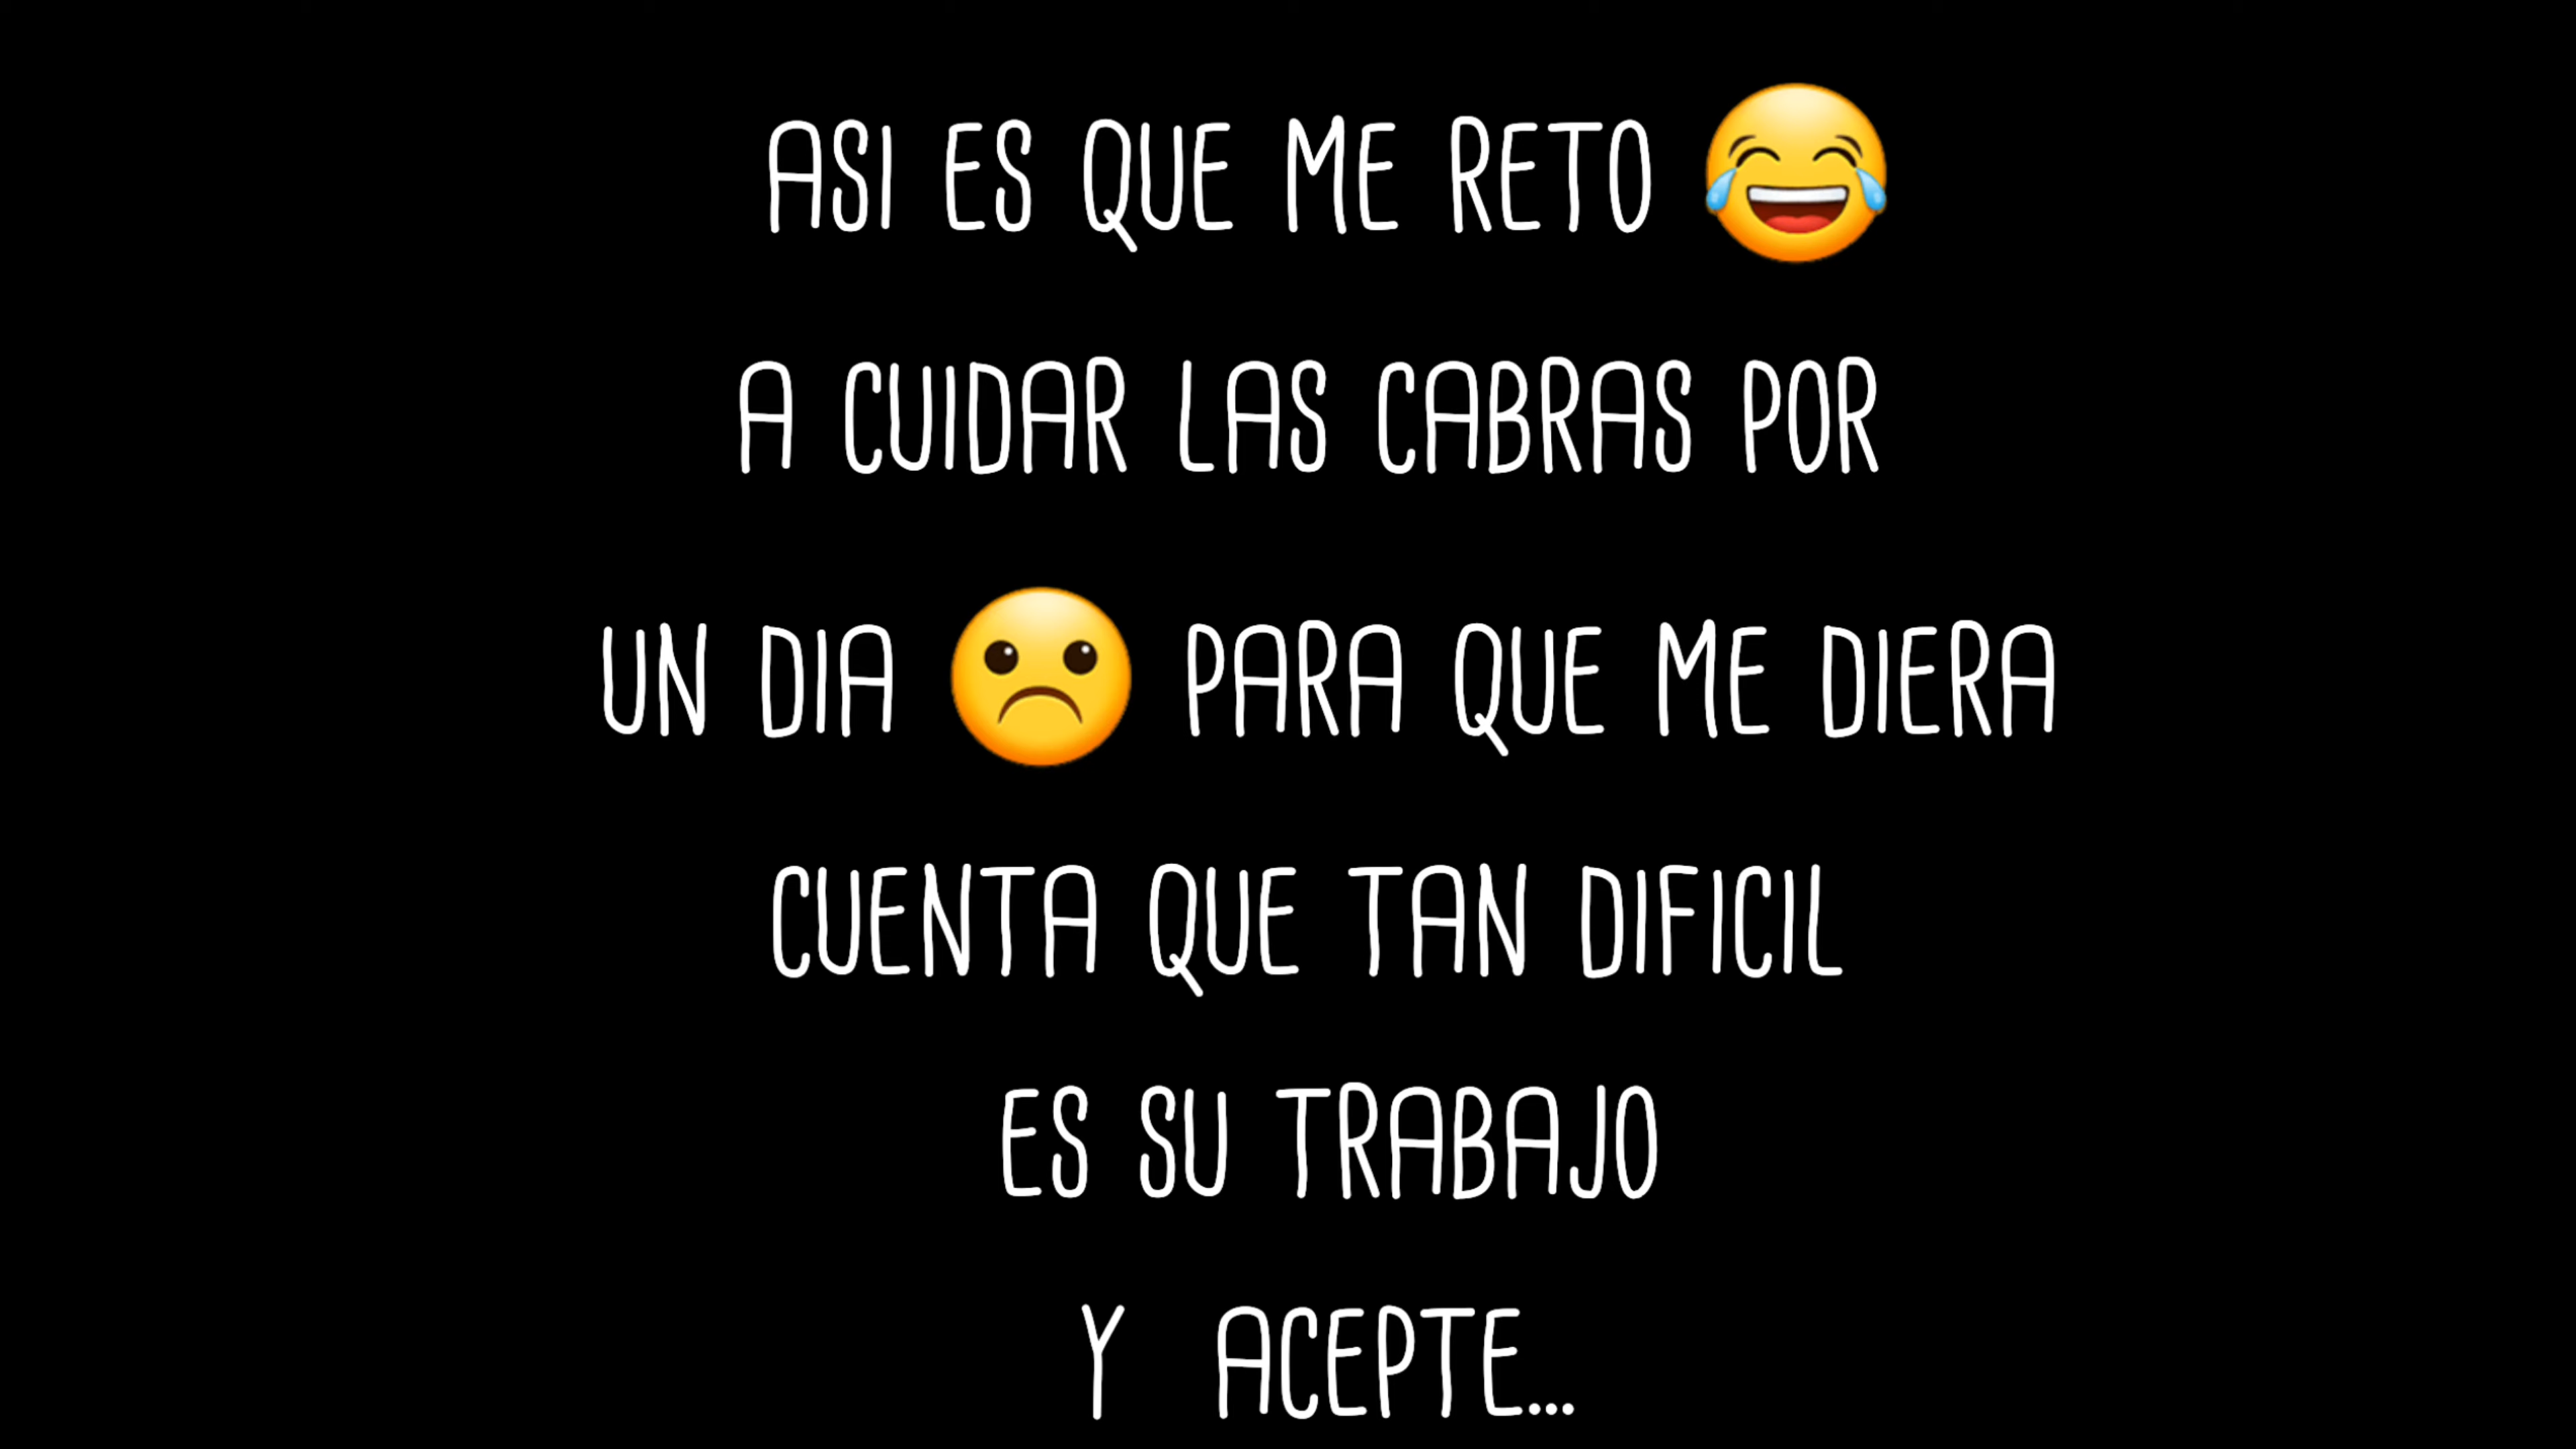 ASI ES QUE ME RETO 😂
A CUIDAR LAS CABRAS POR
UN DIA ☹️ PARA QUE ME DIERA
CUENTA QUE TAN DIFICIL
ES SU TRABAJO
Y ACEPTE...